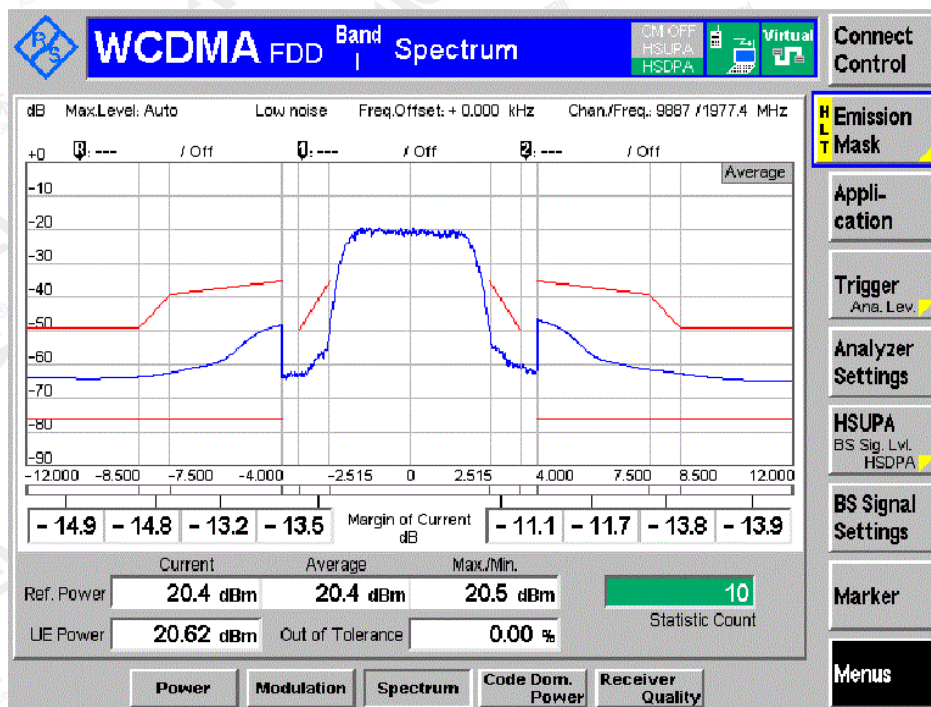 WCDMA FDD Band I Spectrum
CM OFF
HSUPA
HSDPA
Virtual
Connect Control
dB Max.Level: Auto Low noise Freq.Offset: + 0.000 kHz Chan./Freq.: 9887 / 1977.4 MHz
HLT
Emission Mask
R : --- / Off 1 : --- / Off 2 : --- / Off
Average
+0
-10
-20
-30
-40
-50
-60
-70
-80
-90
-12.000 -8.500 -7.500 -4.000 -2.515 0 2.515 4.000 7.500 8.500 12.000
Appli-
cation
Trigger
Ana. Lev.
Analyzer
Settings
HSUPA
BS Sig. Lvl.
HSDPA
BS Signal
Settings
Marker
Menus
- 14.9 - 14.8 - 13.2 - 13.5 Margin of Current dB - 11.1 - 11.7 - 13.8 - 13.9
Current Average Max./Min.
Ref. Power 20.4 dBm 20.4 dBm 20.5 dBm 10
Statistic Count
UE Power 20.62 dBm Out of Tolerance 0.00 %
Power Modulation Spectrum Code Dom. Power Receiver Quality